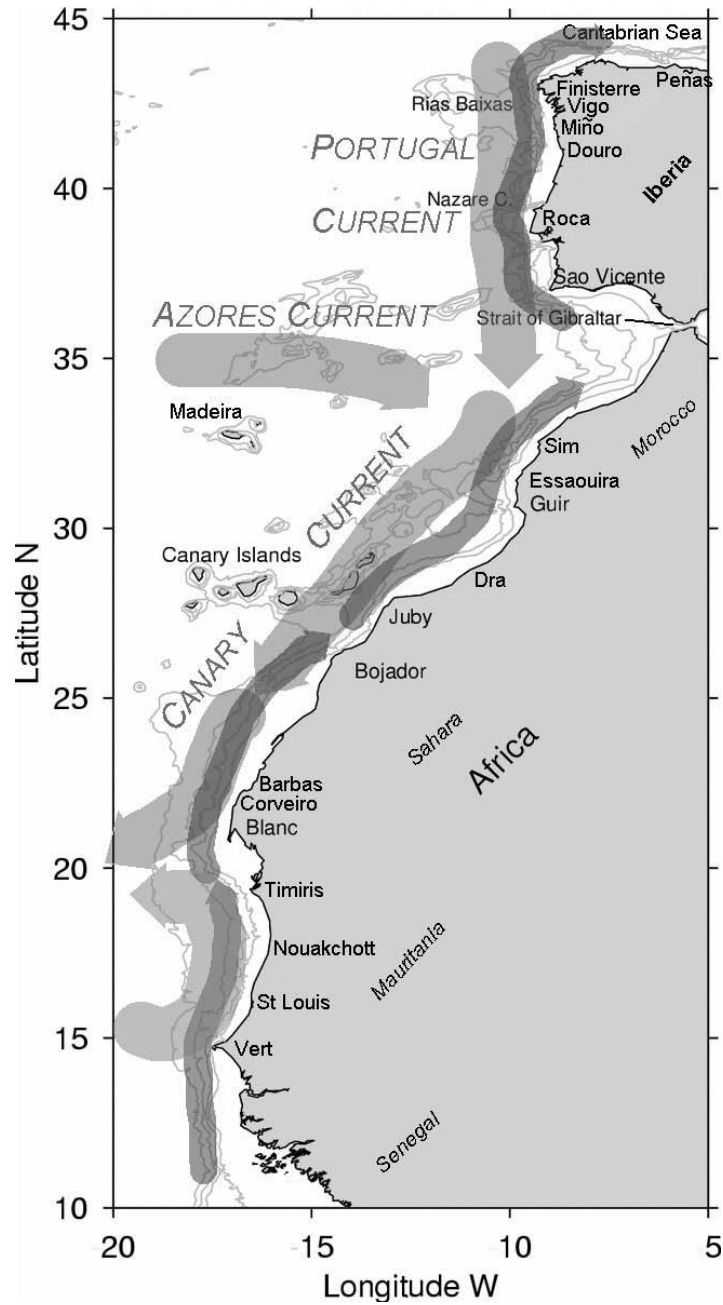 45
Cantabrian Sea
Peñas
Finisterre
Rias Baixas
Vigo
Miño
PORTUGAL
Douro
Iberia
40
Nazare C.
CURRENT
Roca
Sao Vicente
AZORES CURRENT
Strait of Gibraltar
35
Madeira
Morocco
Sim
CURRENT
Essaouira
Guir
30
Canary Islands
Dra
Juby
Latitude N
CANARY
Bojador
25
Sahara
Africa
Barbas
Corveiro
Blanc
20
Timiris
Nouakchott
Mauritania
St Louis
15
Vert
Senegal
10
20 -15 -10 5
Longitude W